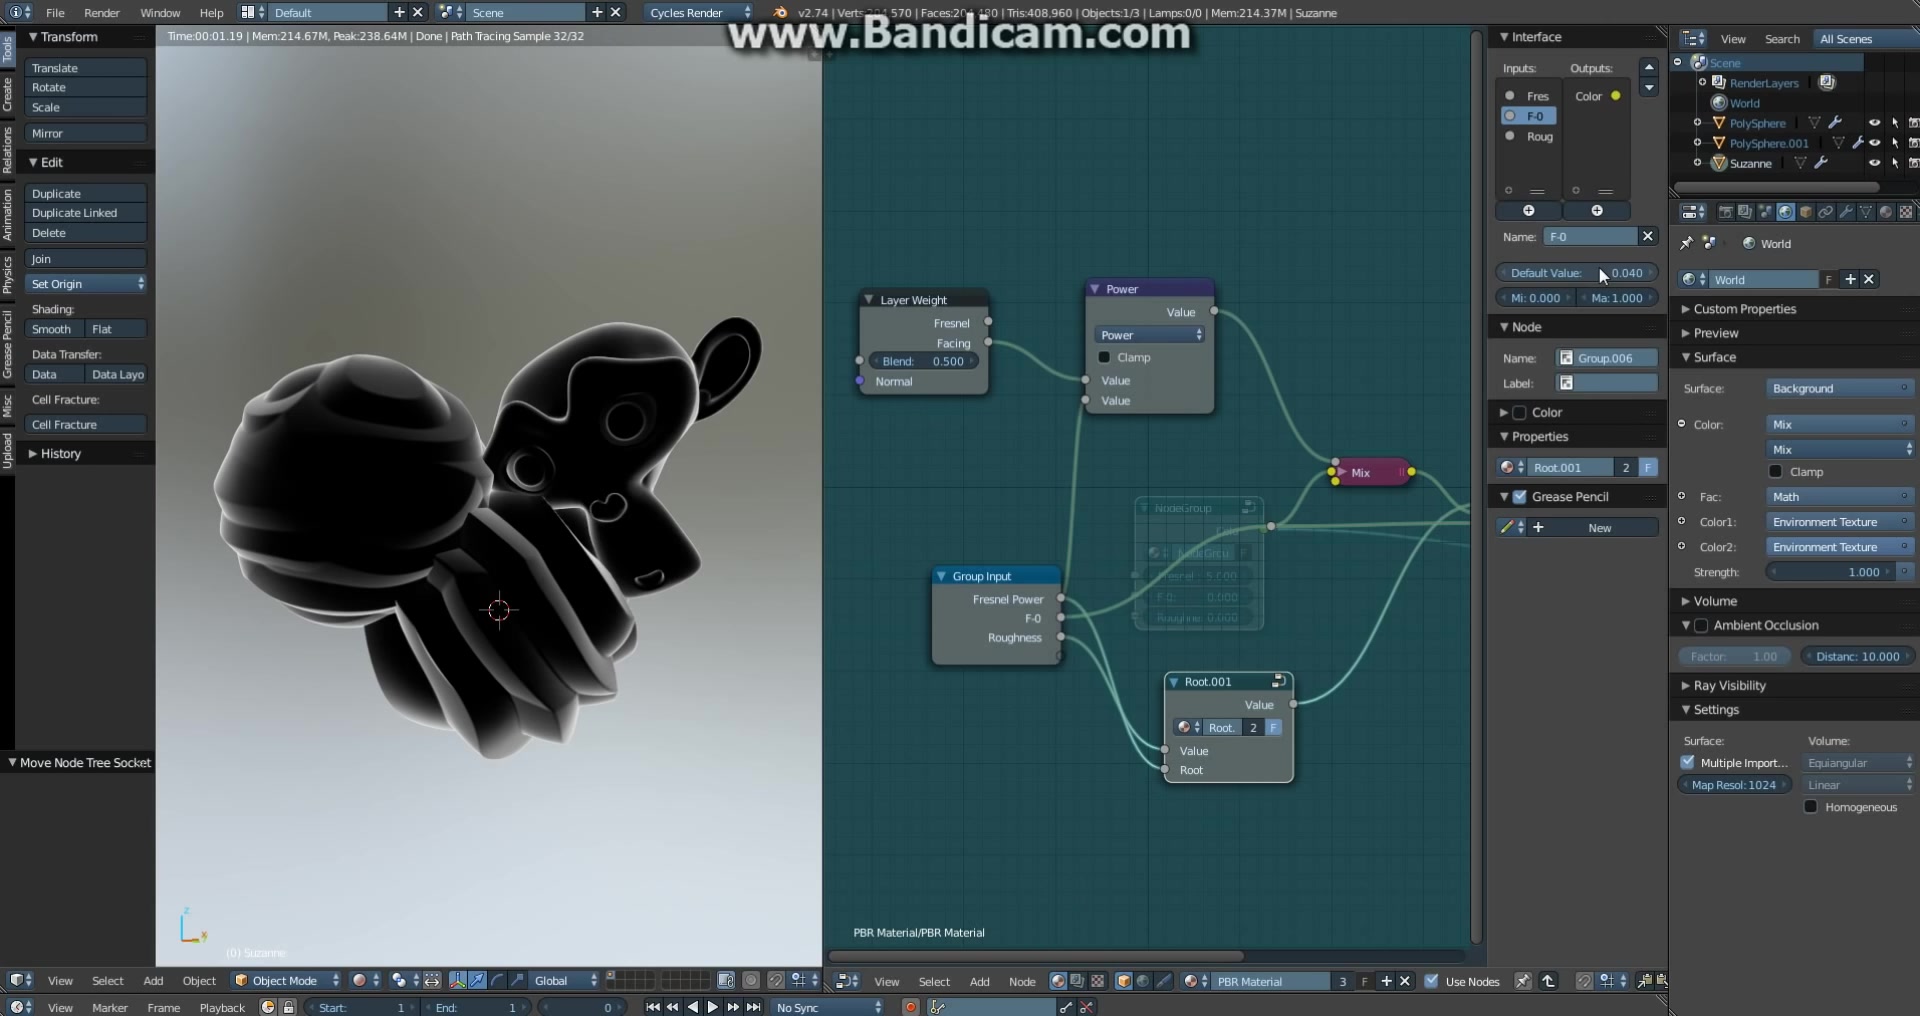 File Render Window Help Default Scene Cycles Render v2.74 | Verts:204,570 | Faces:204,480 | Tris:408,960 | Objects:1/3 | Lamps:0/0 | Mem:214.37M | Suzanne
www.Bandicam.com
Time:00:01.19 | Mem:214.67M, Peak:238.64M | Done | Path Tracing Sample 32/32
Tools
Create
Relations
Animation
Physics
Grease Pencil
Misc
Upload
Transform
Translate
Rotate
Scale
Mirror
Edit
Duplicate
Duplicate Linked
Delete
Join
Set Origin
Shading:
Smooth Flat
Data Transfer:
Data Data Layo
Cell Fracture:
Cell Fracture
History
Move Node Tree Socket
z
y
(0) Suzanne
Layer Weight
Fresnel
Facing
Blend: 0.500
Normal
Power
Value
Power
Clamp
Value
Value
Mix
NodeGroup
Fresnel 5.000
F-0: 0.000
Roughne: 0.000
Group Input
Fresnel Power
F-0
Roughness
Root.001
Value
Root. 2 F
Value
Root
PBR Material/PBR Material
Interface
Inputs: Outputs:
Fres Color
F-0
Roug
Name: F-0
Default Value: 0.040
Mi: 0.000 Ma: 1.000
Node
Name: Group.006
Label:
Color
Properties
Root.001 2 F
Grease Pencil
New
View Search All Scenes
Scene
RenderLayers
World
PolySphere
PolySphere.001
Suzanne
World
World F
Custom Properties
Preview
Surface
Surface: Background
Color: Mix
Mix
Clamp
Fac: Math
Color1: Environment Texture
Color2: Environment Texture
Strength: 1.000
Volume
Ambient Occlusion
Factor: 1.00 Distanc: 10.000
Ray Visibility
Settings
Surface: Volume:
Multiple Import... Equiangular
Map Resol: 1024 Linear
Homogeneous
View Select Add Object Object Mode Global
View Select Add Node PBR Material 3 F Use Nodes
View Marker Frame Playback Start: 1 End: 1 0 No Sync